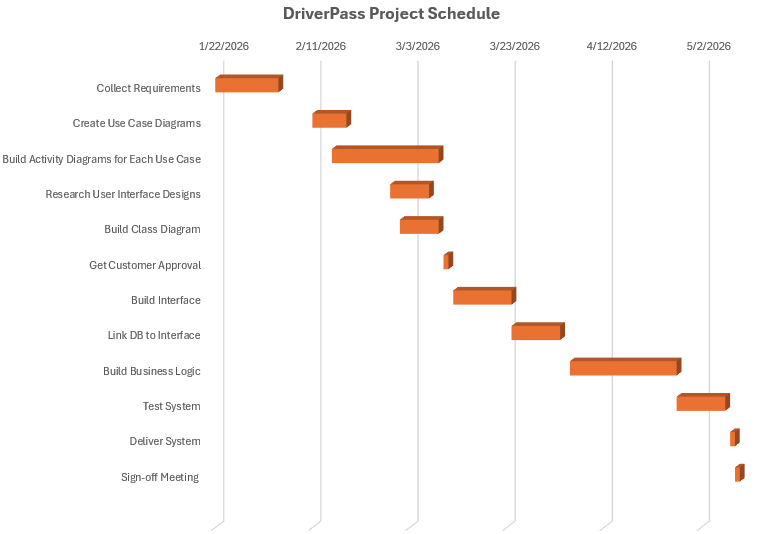 DriverPass Project Schedule
1/22/2026 2/11/2026 3/3/2026 3/23/2026 4/12/2026 5/2/2026
Collect Requirements
Create Use Case Diagrams
Build Activity Diagrams for Each Use Case
Research User Interface Designs
Build Class Diagram
Get Customer Approval
Build Interface
Link DB to Interface
Build Business Logic
Test System
Deliver System
Sign-off Meeting